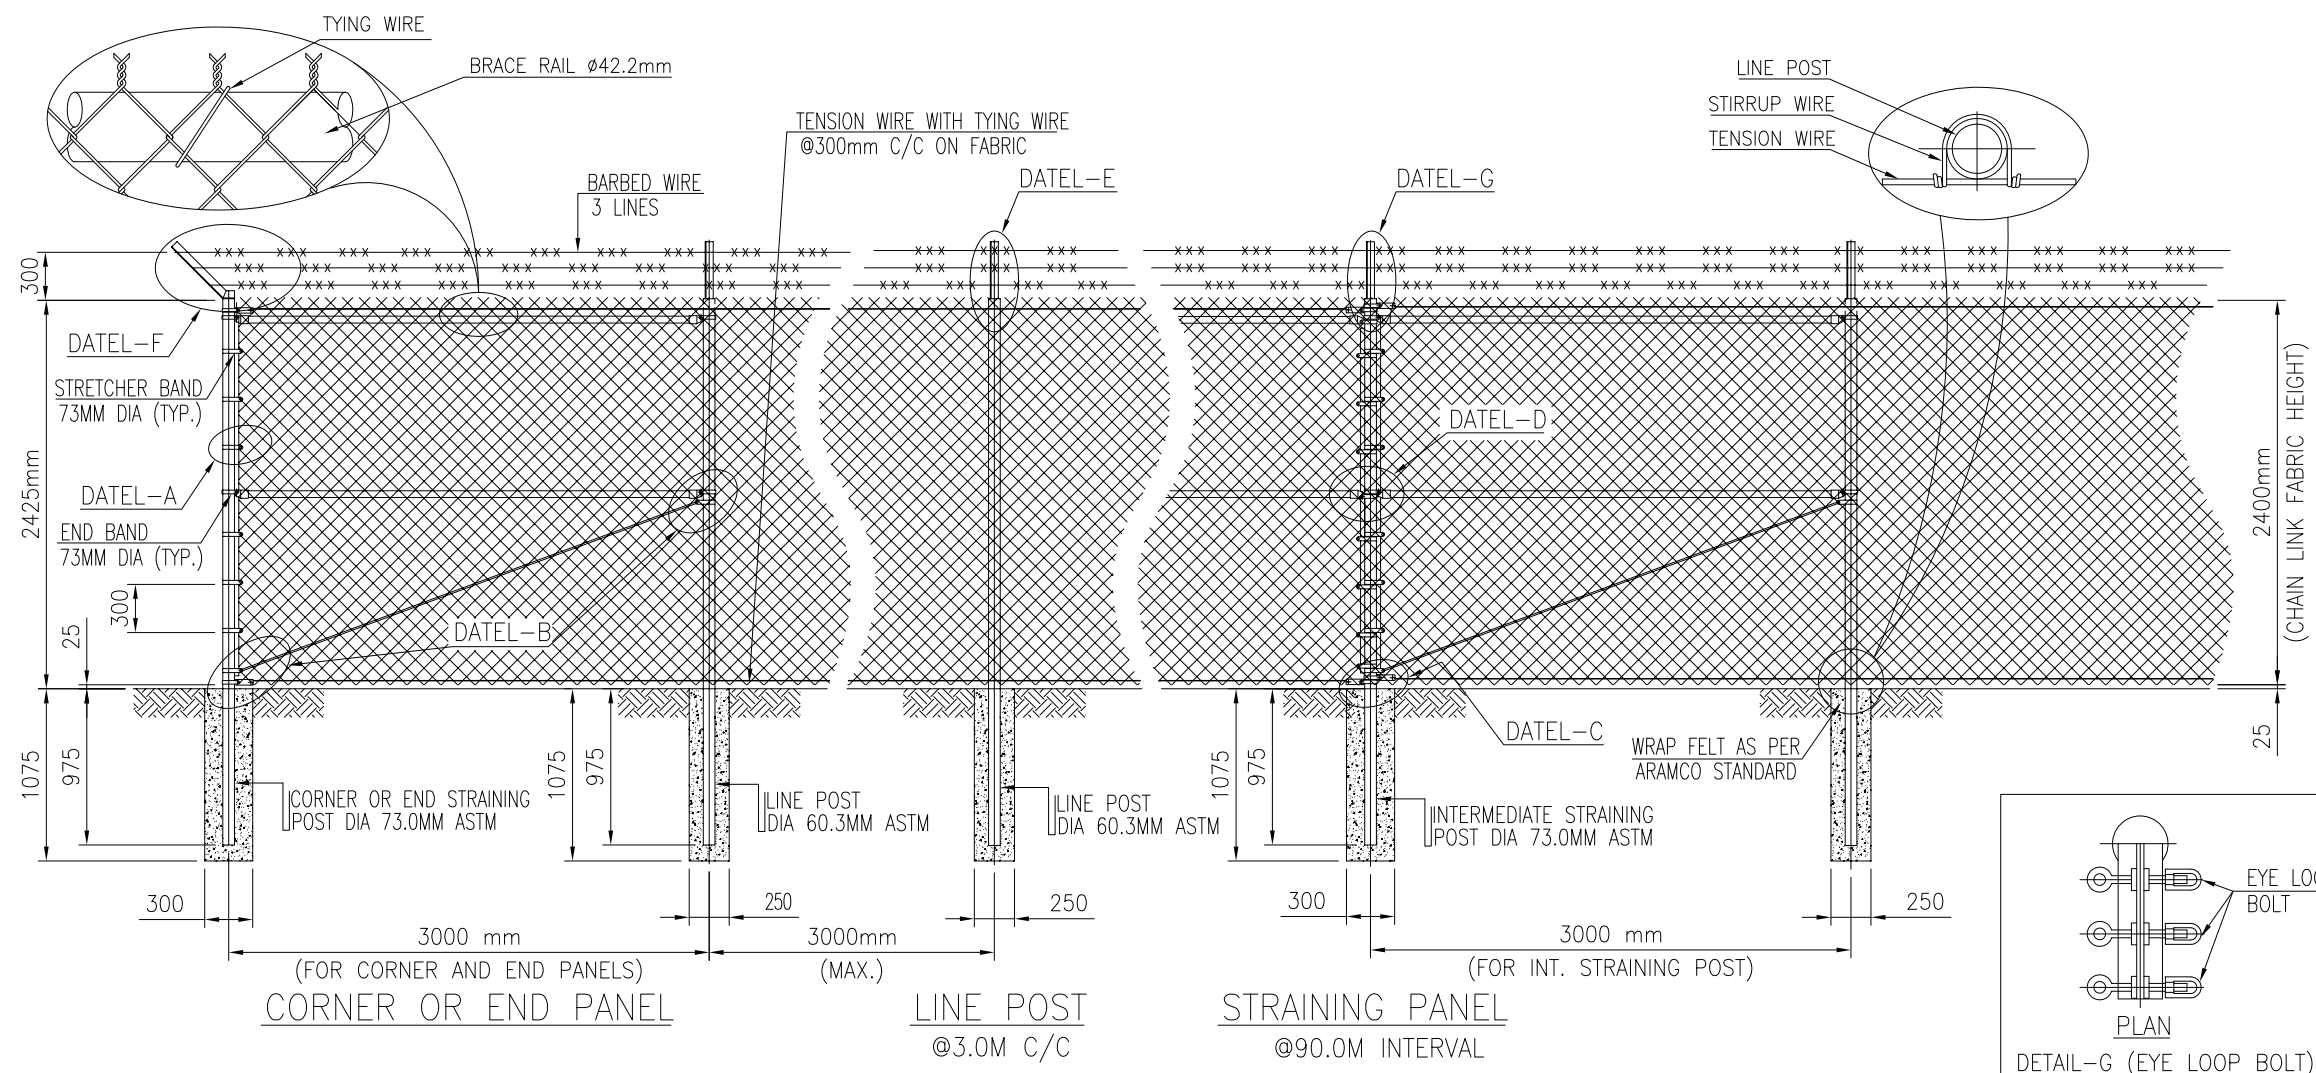 TYING WIRE
BRACE RAIL ø42.2mm
TENSION WIRE WITH TYING WIRE
@300mm C/C ON FABRIC
BARBED WIRE
3 LINES
DATEL-E
DATEL-G
LINE POST
STIRRUP WIRE
TENSION WIRE
300
DATEL-F
STRETCHER BAND
73MM DIA (TYP.)
DATEL-A
END BAND
73MM DIA (TYP.)
2425mm
300
25
DATEL-B
DATEL-D
2400mm
(CHAIN LINK FABRIC HEIGHT)
25
DATEL-C
WRAP FELT AS PER
ARAMCO STANDARD
1075
975
CORNER OR END STRAINING
POST DIA 73.0MM ASTM
1075
975
LINE POST
DIA 60.3MM ASTM
LINE POST
DIA 60.3MM ASTM
1075
975
INTERMEDIATE STRAINING
POST DIA 73.0MM ASTM
300
250
250
300
250
3000 mm
(FOR CORNER AND END PANELS)
3000mm
(MAX.)
3000 mm
(FOR INT. STRAINING POST)
CORNER OR END PANEL
LINE POST
@3.0M C/C
STRAINING PANEL
@90.0M INTERVAL
EYE LOO
BOLT
PLAN
DETAIL-G (EYE LOOP BOLT)